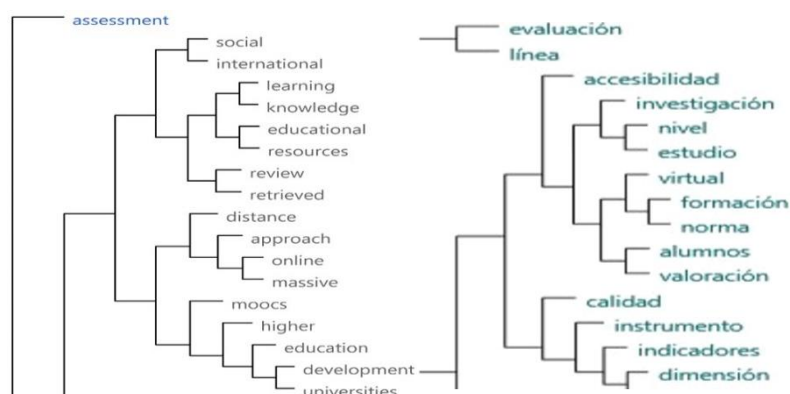 assessment
social
international
learning
knowledge
educational
resources
review
retrieved
distance
approach
online
massive
moocs
higher
education
development
universities
evaluación
línea
accesibilidad
investigación
nivel
estudio
virtual
formación
norma
alumnos
valoración
calidad
instrumento
indicadores
dimensión